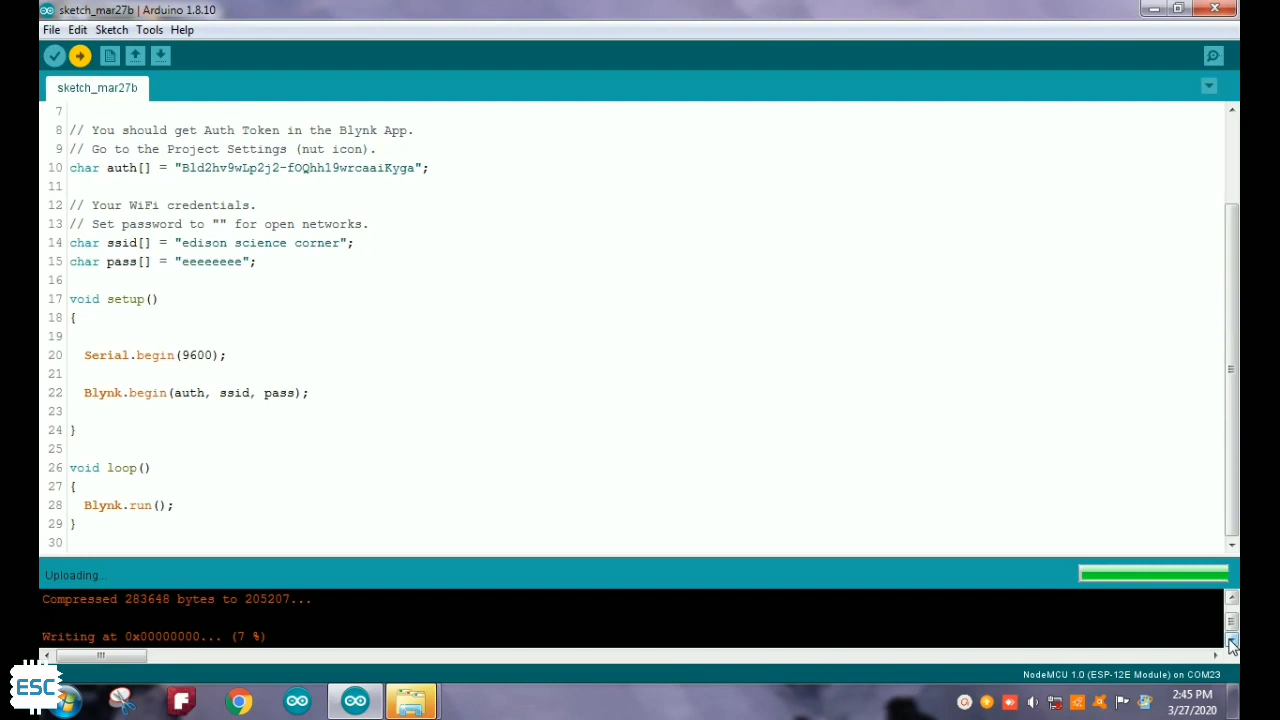 sketch_mar27b | Arduino 1.8.10
File Edit Sketch Tools Help
sketch_mar27b
7
8 // You should get Auth Token in the Blynk App.
9 // Go to the Project Settings (nut icon).
10 char auth[] = "Bld2hv9wLp2j2-fOQhhl9wrcaaiKyga";
11
12 // Your WiFi credentials.
13 // Set password to "" for open networks.
14 char ssid[] = "edison science corner";
15 char pass[] = "eeeeeeee";
16
17 void setup()
18 {
19
20 Serial.begin(9600);
21
22 Blynk.begin(auth, ssid, pass);
23
24 }
25
26 void loop()
27 {
28 Blynk.run();
29 }
30
Uploading...
Compressed 283648 bytes to 205207...
Writing at 0x00000000... (7 %)
NodeMCU 1.0 (ESP-12E Module) on COM23
ESC
2:45 PM
3/27/2020